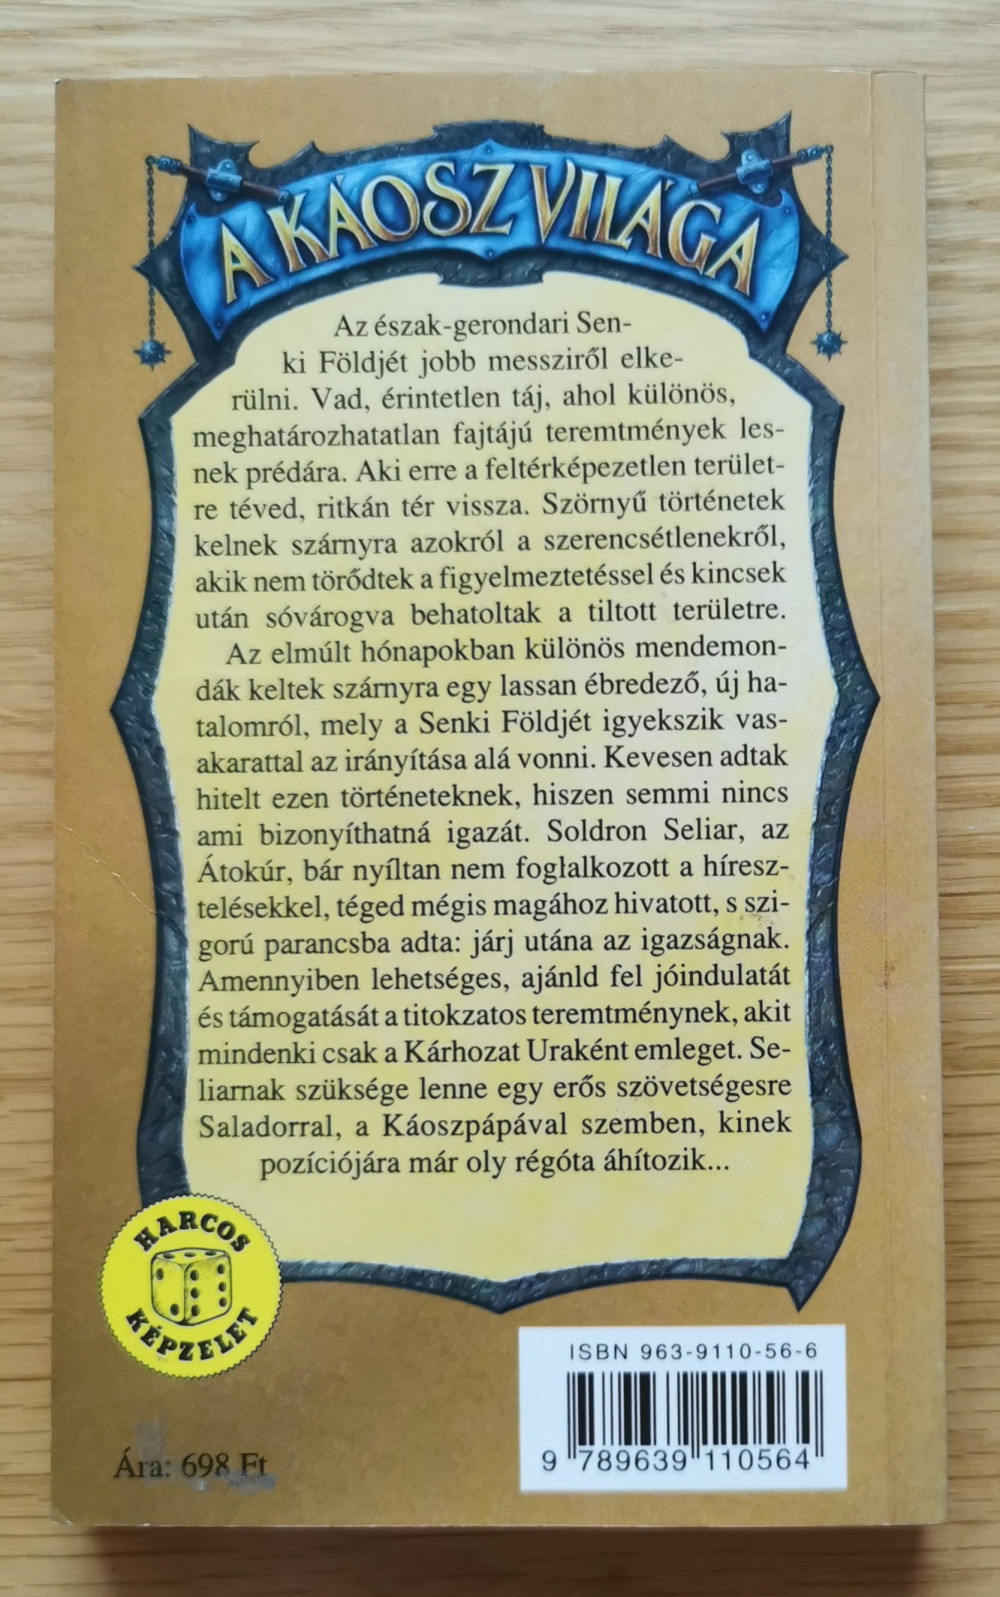 A KÁOSZ VILÁGA
Az észak-gerondari Sen-
ki Földjét jobb messziről elke-
rülni. Vad, érintetlen táj, ahol különös,
meghatározhatatlan fajtájú teremtmények les-
nek prédára. Aki erre a feltérképezetlen terület-
re téved, ritkán tér vissza. Szörnyű történetek
kelnek szárnyra azokról a szerencsétlenekről,
akik nem törődtek a figyelmeztetéssel és kincsek
után sóvárogva behatoltak a tiltott területre.
Az elmúlt hónapokban különös mendemon-
dák keltek szárnyra egy lassan ébredező, új ha-
talomról, mely a Senki Földjét igyekszik vas-
akarattal az irányítása alá vonni. Kevesen adtak
hitelt ezen történeteknek, hiszen semmi nincs
ami bizonyíthatná igazát. Soldron Seliar, az
Átokúr, bár nyíltan nem foglalkozott a híresz-
telésekkel, téged mégis magához hivatott, s szi-
gorú parancsba adta: járj utána az igazságnak.
Amennyiben lehetséges, ajánld fel jóindulatát
és támogatását a titokzatos teremtménynek, akit
mindenki csak a Kárhozat Uraként emleget. Se-
liarnak szüksége lenne egy erős szövetségesre
Saladorral, a Káoszpápával szemben, kinek
pozíciójára már oly régóta áhítozik...
HARCOS
KÉPZELET
ISBN 963-9110-56-6
9 789639 110564
Ára: 698 Ft